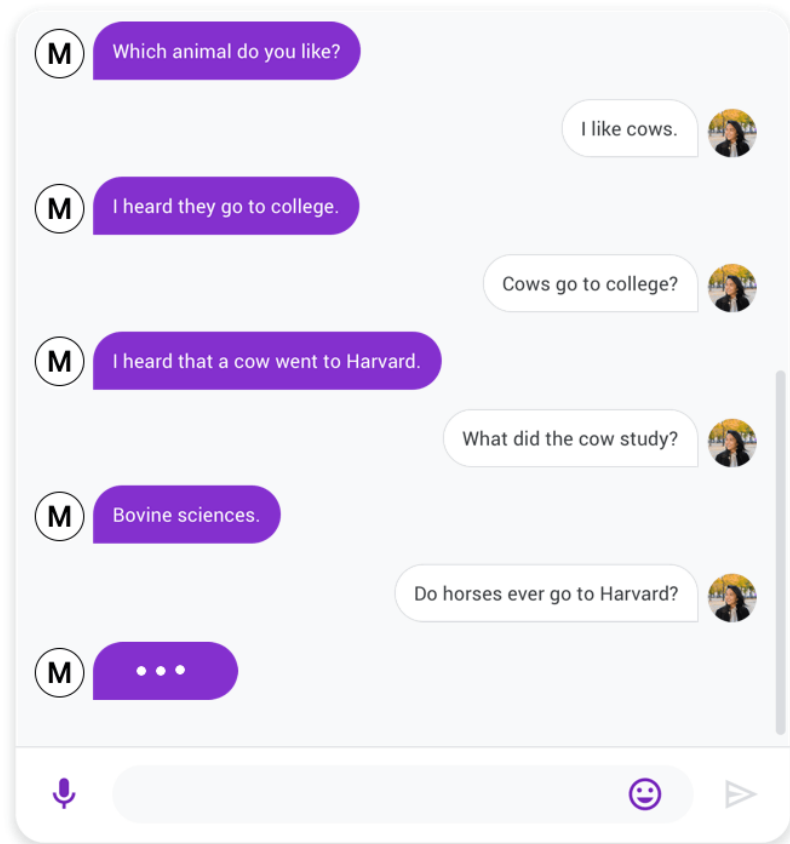 M Which animal do you like?
I like cows.
M I heard they go to college.
Cows go to college?
M I heard that a cow went to Harvard.
What did the cow study?
M Bovine sciences.
Do horses ever go to Harvard?
M